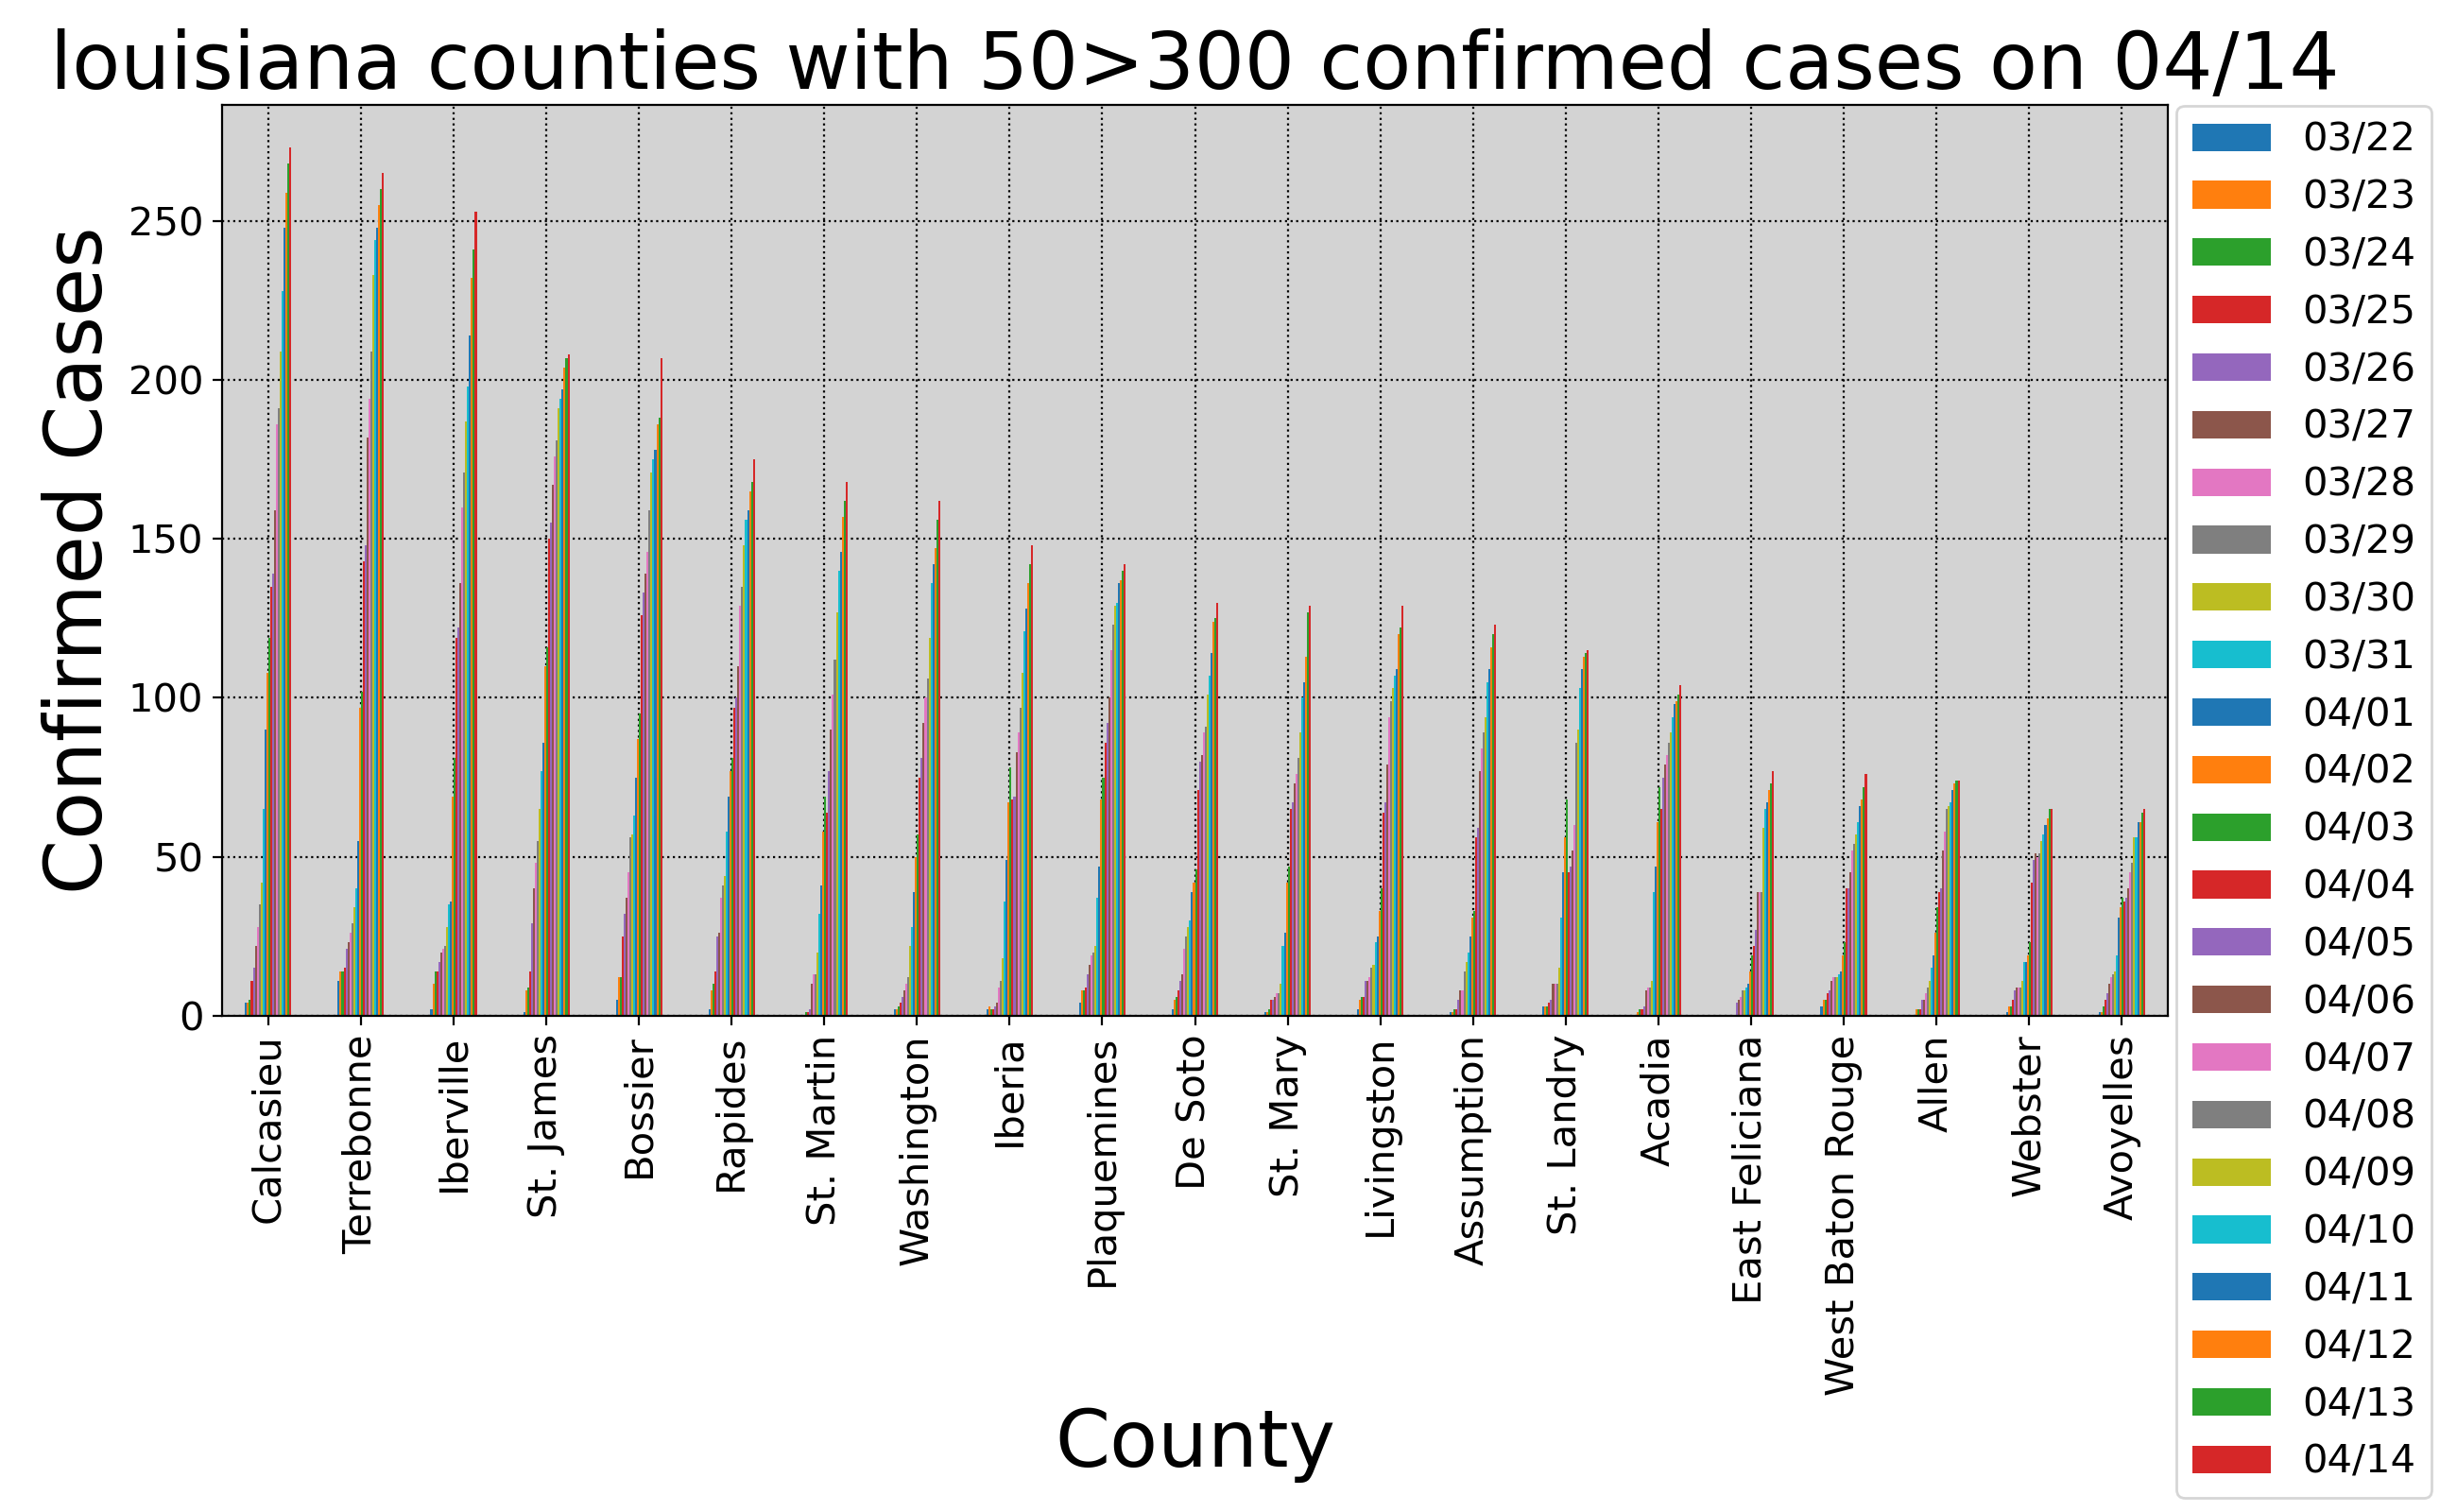 louisiana counties with 50>300 confirmed cases on 04/14
Confirmed Cases
250
200
150
100
50
0
Calcasieu
Terrebonne
Iberville
St. James
Bossier
Rapides
St. Martin
Washington
Iberia
Plaquemines
De Soto
St. Mary
Livingston
Assumption
St. Landry
Acadia
East Feliciana
West Baton Rouge
Allen
Webster
Avoyelles
County
03/22
03/23
03/24
03/25
03/26
03/27
03/28
03/29
03/30
03/31
04/01
04/02
04/03
04/04
04/05
04/06
04/07
04/08
04/09
04/10
04/11
04/12
04/13
04/14